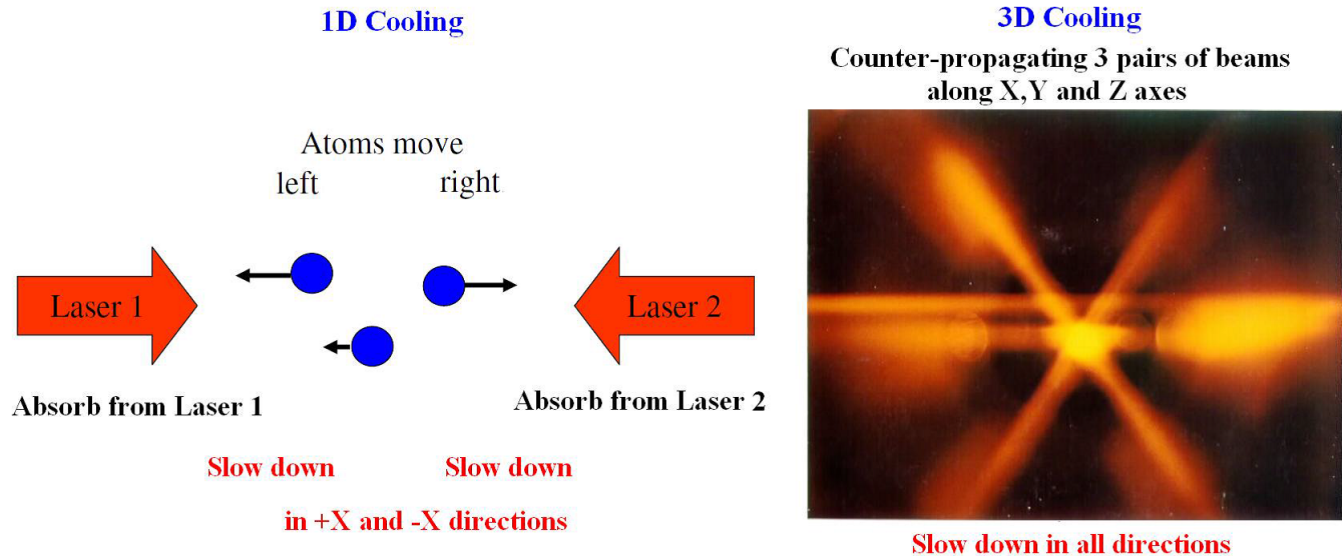 1D Cooling
Atoms move
left right
Laser 1
Laser 2
Absorb from Laser 1
Absorb from Laser 2
Slow down Slow down
in +X and -X directions
3D Cooling
Counter-propagating 3 pairs of beams
along X,Y and Z axes
Slow down in all directions